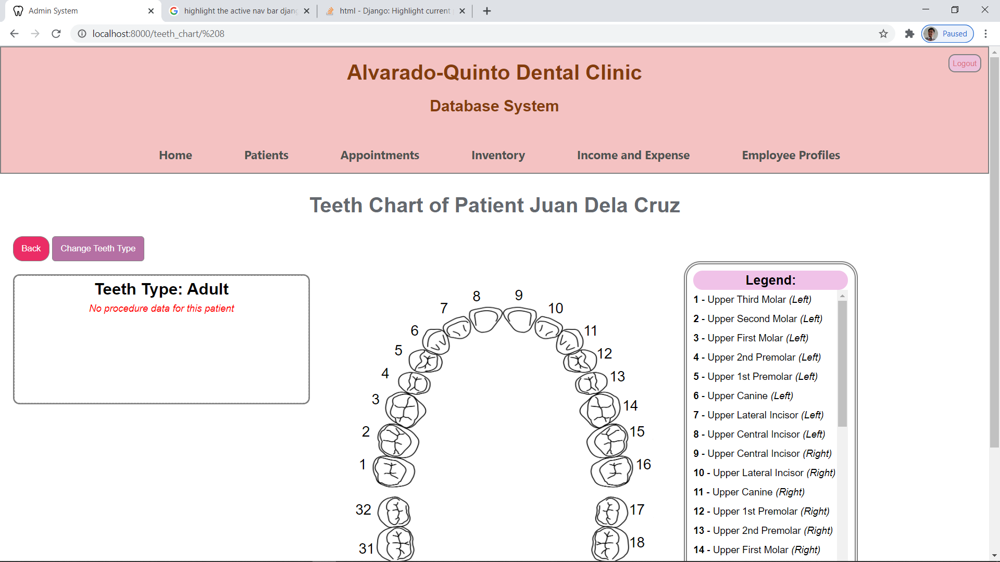 Admin System
highlight the active nav bar djang
html - Django: Highlight current
localhost:8000/teeth_chart/%208
Paused
Logout
Alvarado-Quinto Dental Clinic
Database System
Home Patients Appointments Inventory Income and Expense Employee Profiles
Teeth Chart of Patient Juan Dela Cruz
Back Change Teeth Type
Teeth Type: Adult
No procedure data for this patient
8 9
7 10
6 11
5 12
4 13
3 14
2 15
1 16
32 17
31 18
Legend:
1 - Upper Third Molar (Left)
2 - Upper Second Molar (Left)
3 - Upper First Molar (Left)
4 - Upper 2nd Premolar (Left)
5 - Upper 1st Premolar (Left)
6 - Upper Canine (Left)
7 - Upper Lateral Incisor (Left)
8 - Upper Central Incisor (Left)
9 - Upper Central Incisor (Right)
10 - Upper Lateral Incisor (Right)
11 - Upper Canine (Right)
12 - Upper 1st Premolar (Right)
13 - Upper 2nd Premolar (Right)
14 - Upper First Molar (Right)